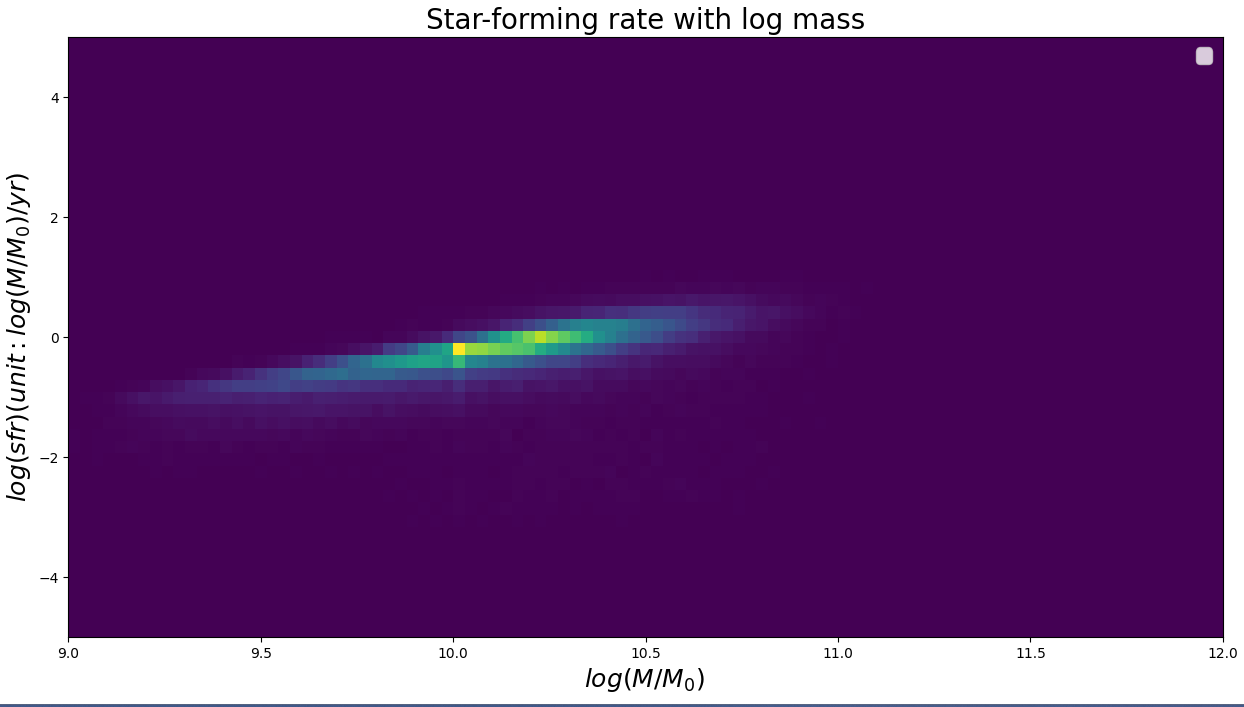 Star-forming rate with log mass
log(sfr)(unit : log(M/M₀)/yr)
4
2
0
−2
−4
9.0 9.5 10.0 10.5 11.0 11.5 12.0
log(M/M₀)